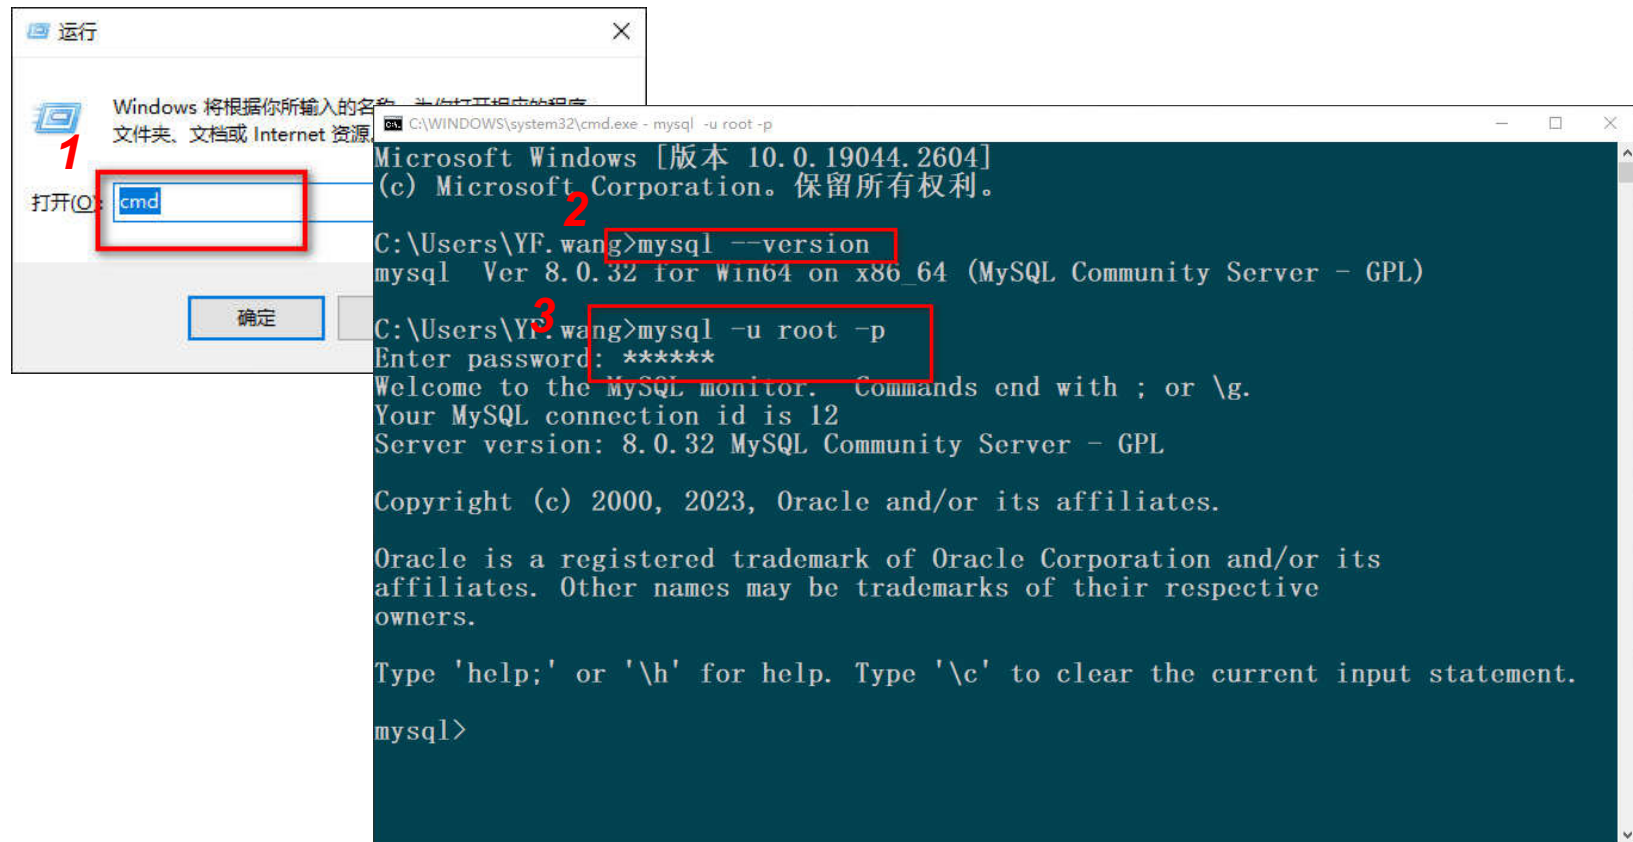 运行
Windows 将根据你所输入的名称，为你打开相应的程序、
文件夹、文档或 Internet 资源。
1
打开(O):
cmd
确定
C:\WINDOWS\system32\cmd.exe - mysql  -u root -p
Microsoft Windows [版本 10.0.19044.2604]
(c) Microsoft Corporation。保留所有权利。
2
C:\Users\YF.wang>mysql --version
mysql  Ver 8.0.32 for Win64 on x86_64 (MySQL Community Server - GPL)
3
C:\Users\YF.wang>mysql -u root -p
Enter password: ******
Welcome to the MySQL monitor.  Commands end with ; or \g.
Your MySQL connection id is 12
Server version: 8.0.32 MySQL Community Server - GPL
Copyright (c) 2000, 2023, Oracle and/or its affiliates.
Oracle is a registered trademark of Oracle Corporation and/or its
affiliates. Other names may be trademarks of their respective
owners.
Type 'help;' or '\h' for help. Type '\c' to clear the current input statement.
mysql>